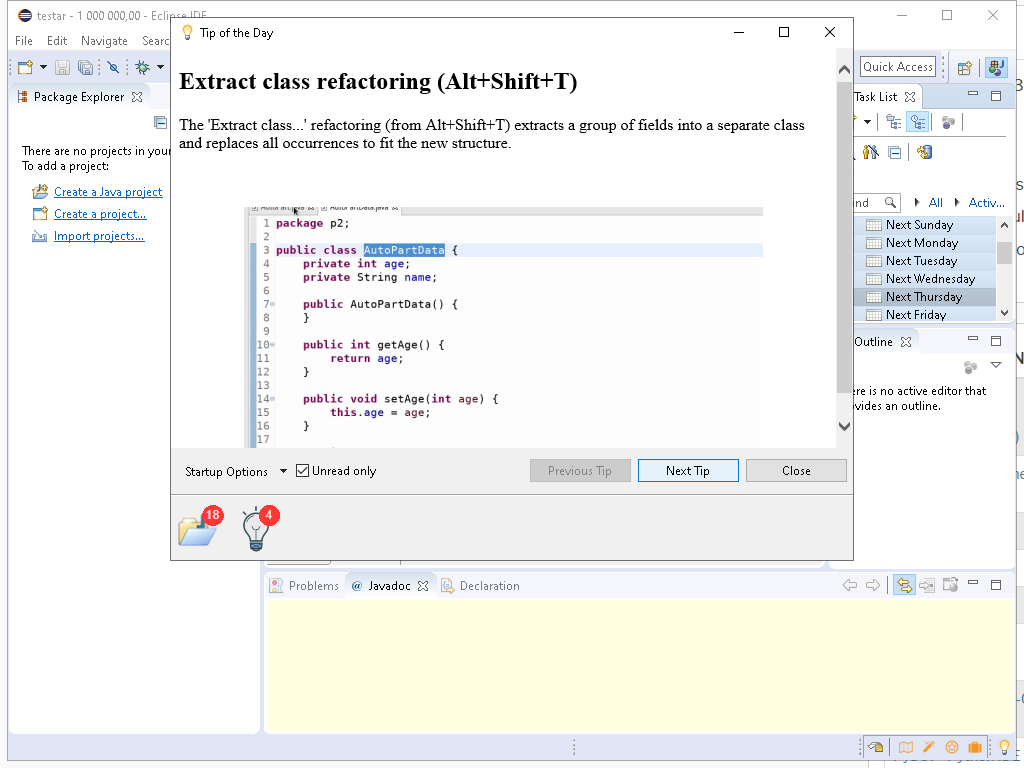 testar - 1 000 000,00 - Eclipse IDE
File Edit Navigate Searc
Tip of the Day
Extract class refactoring (Alt+Shift+T)
The 'Extract class...' refactoring (from Alt+Shift+T) extracts a group of fields into a separate class
and replaces all occurrences to fit the new structure.
AutoPart.java AutoPartData.java
1 package p2;
2
3 public class AutoPartData {
4 private int age;
5 private String name;
6
7 public AutoPartData() {
8 }
9
10 public int getAge() {
11 return age;
12 }
13
14 public void setAge(int age) {
15 this.age = age;
16 }
17
Startup Options Unread only Previous Tip Next Tip Close
18 4
Package Explorer
There are no projects in your
To add a project:
Create a Java project
Create a project...
Import projects...
Quick Access
Task List
nd All Activ...
Next Sunday
Next Monday
Next Tuesday
Next Wednesday
Next Thursday
Next Friday
Outline
ere is no active editor that
vides an outline.
Problems @ Javadoc Declaration